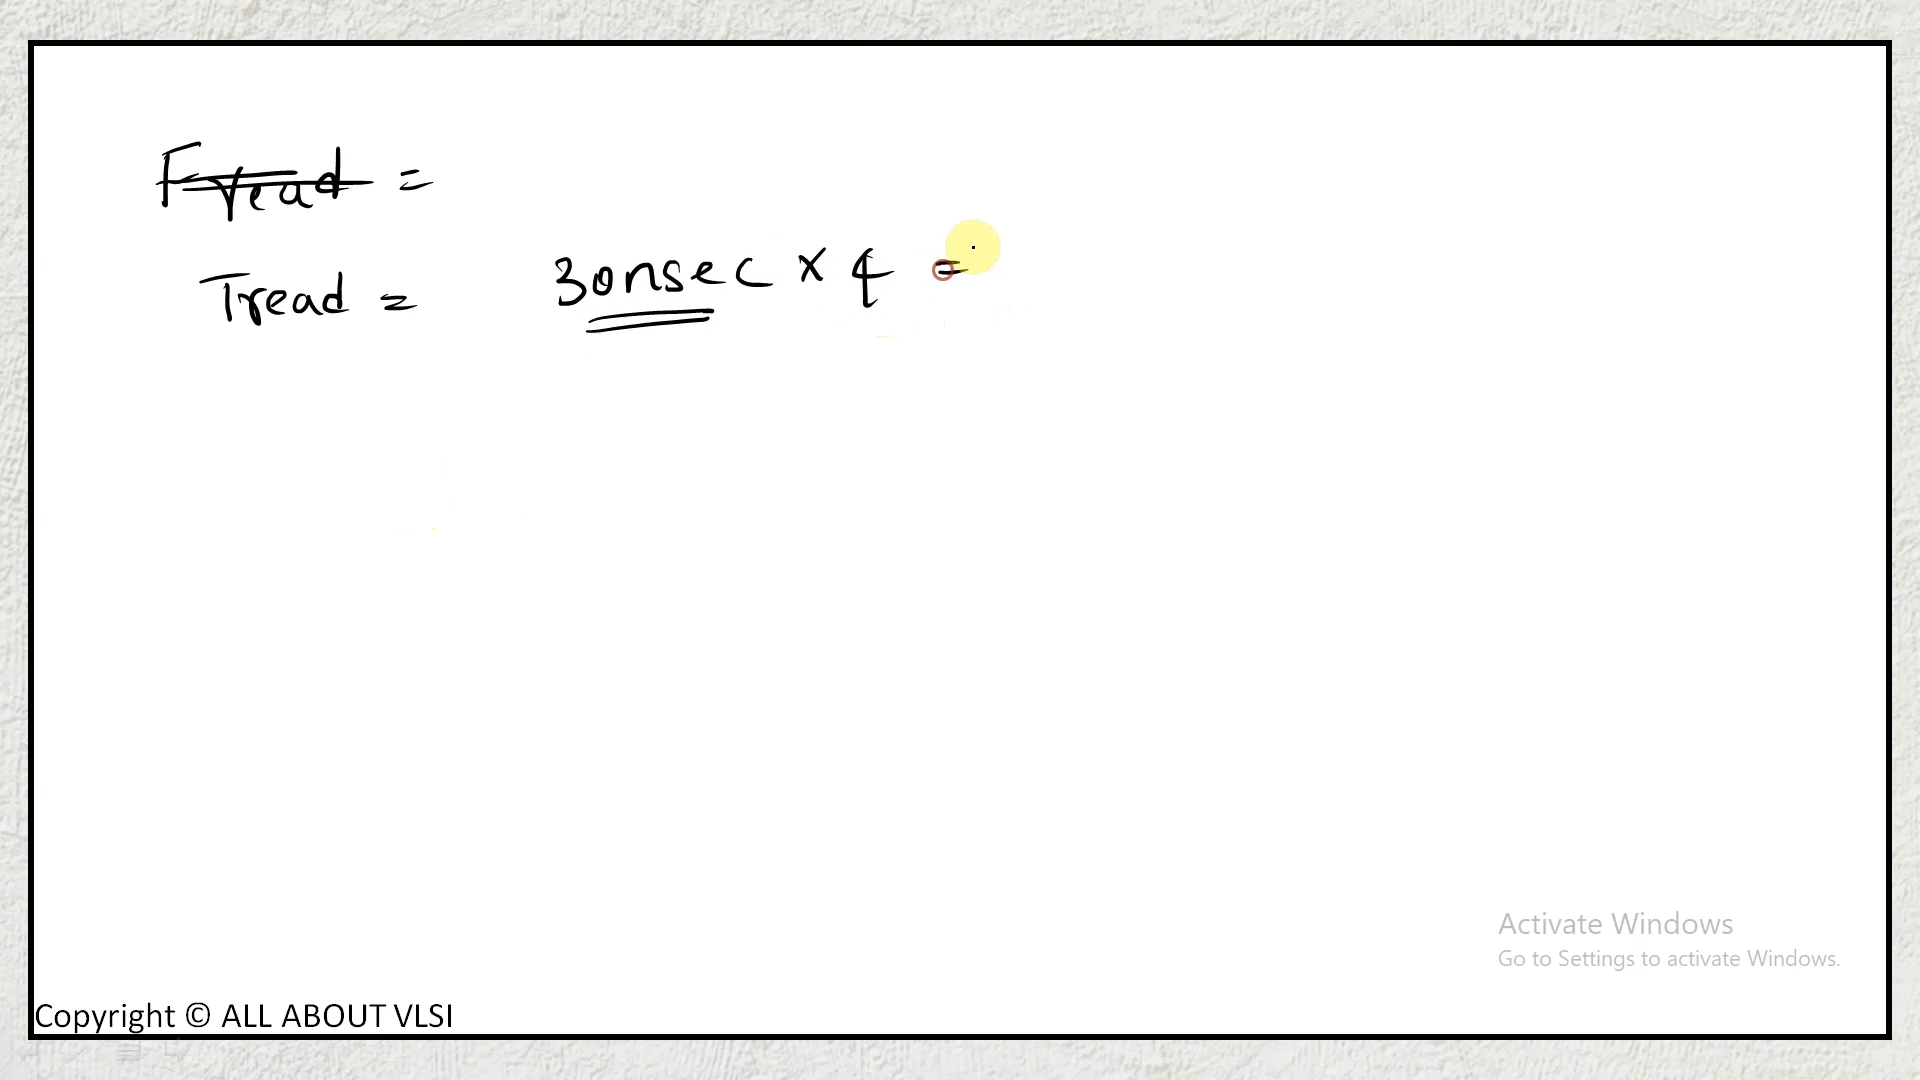 Fread =
Tread = 30nsec x 4 =
Activate Windows
Go to Settings to activate Windows.
Copyright © ALL ABOUT VLSI